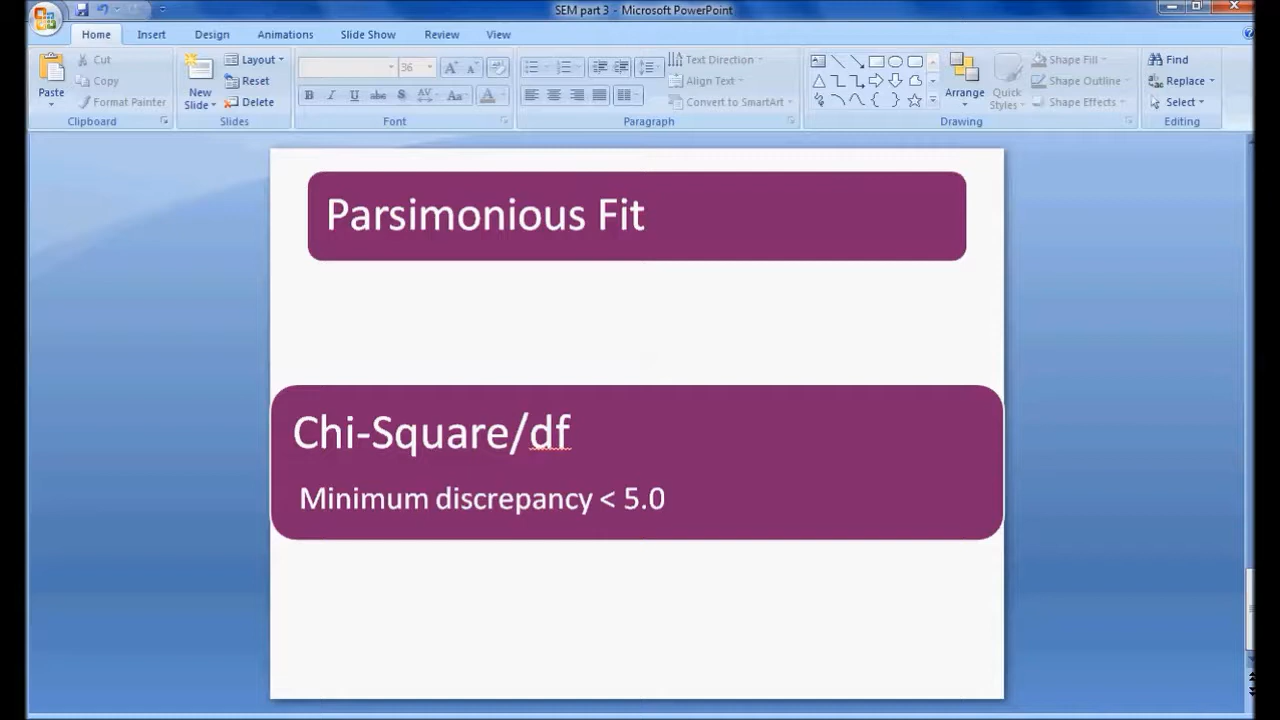 SEM part 3 - Microsoft PowerPoint
Home Insert Design Animations Slide Show Review View
Paste
Cut
Copy
Format Painter
Clipboard
New Slide
Layout
Reset
Delete
Slides
36
B I U abc S AV Aa A
Font
Text Direction
Align Text
Convert to SmartArt
Paragraph
Arrange
Quick Styles
Shape Fill
Shape Outline
Shape Effects
Drawing
Find
Replace
Select
Editing
Parsimonious Fit
Chi-Square/df
Minimum discrepancy < 5.0